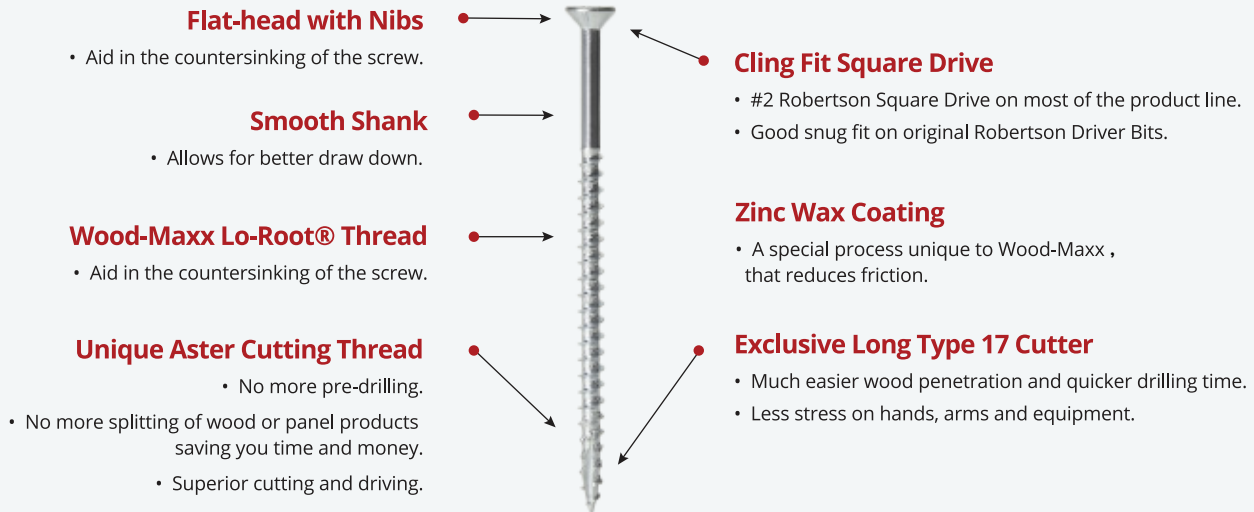 Flat-head with Nibs
• Aid in the countersinking of the screw.
Smooth Shank
• Allows for better draw down.
Wood-Maxx Lo-Root® Thread
• Aid in the countersinking of the screw.
Unique Aster Cutting Thread
• No more pre-drilling.
• No more splitting of wood or panel products
saving you time and money.
• Superior cutting and driving.
Cling Fit Square Drive
• #2 Robertson Square Drive on most of the product line.
• Good snug fit on original Robertson Driver Bits.
Zinc Wax Coating
• A special process unique to Wood-Maxx ,
that reduces friction.
Exclusive Long Type 17 Cutter
• Much easier wood penetration and quicker drilling time.
• Less stress on hands, arms and equipment.